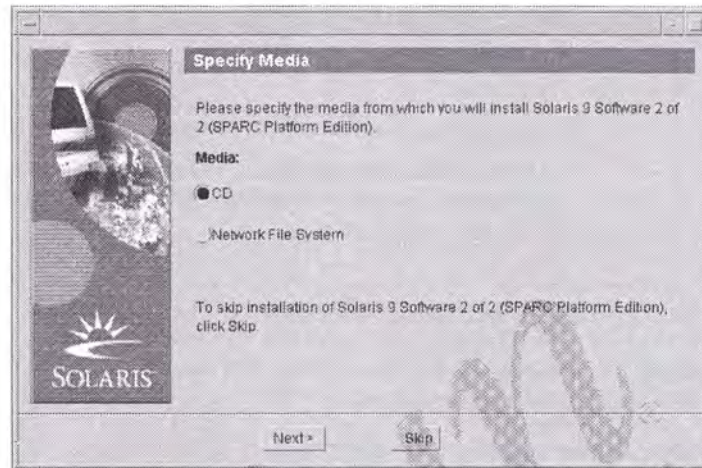 Specify Media
Please specify the media from which you will install Solaris 9 Software 2 of
2 (SPARC Platform Edition).
Media:
CD
Network File System
To skip installation of Solaris 9 Software 2 of 2 (SPARC Platform Edition),
click Skip.
SOLARIS
Next >
Skip